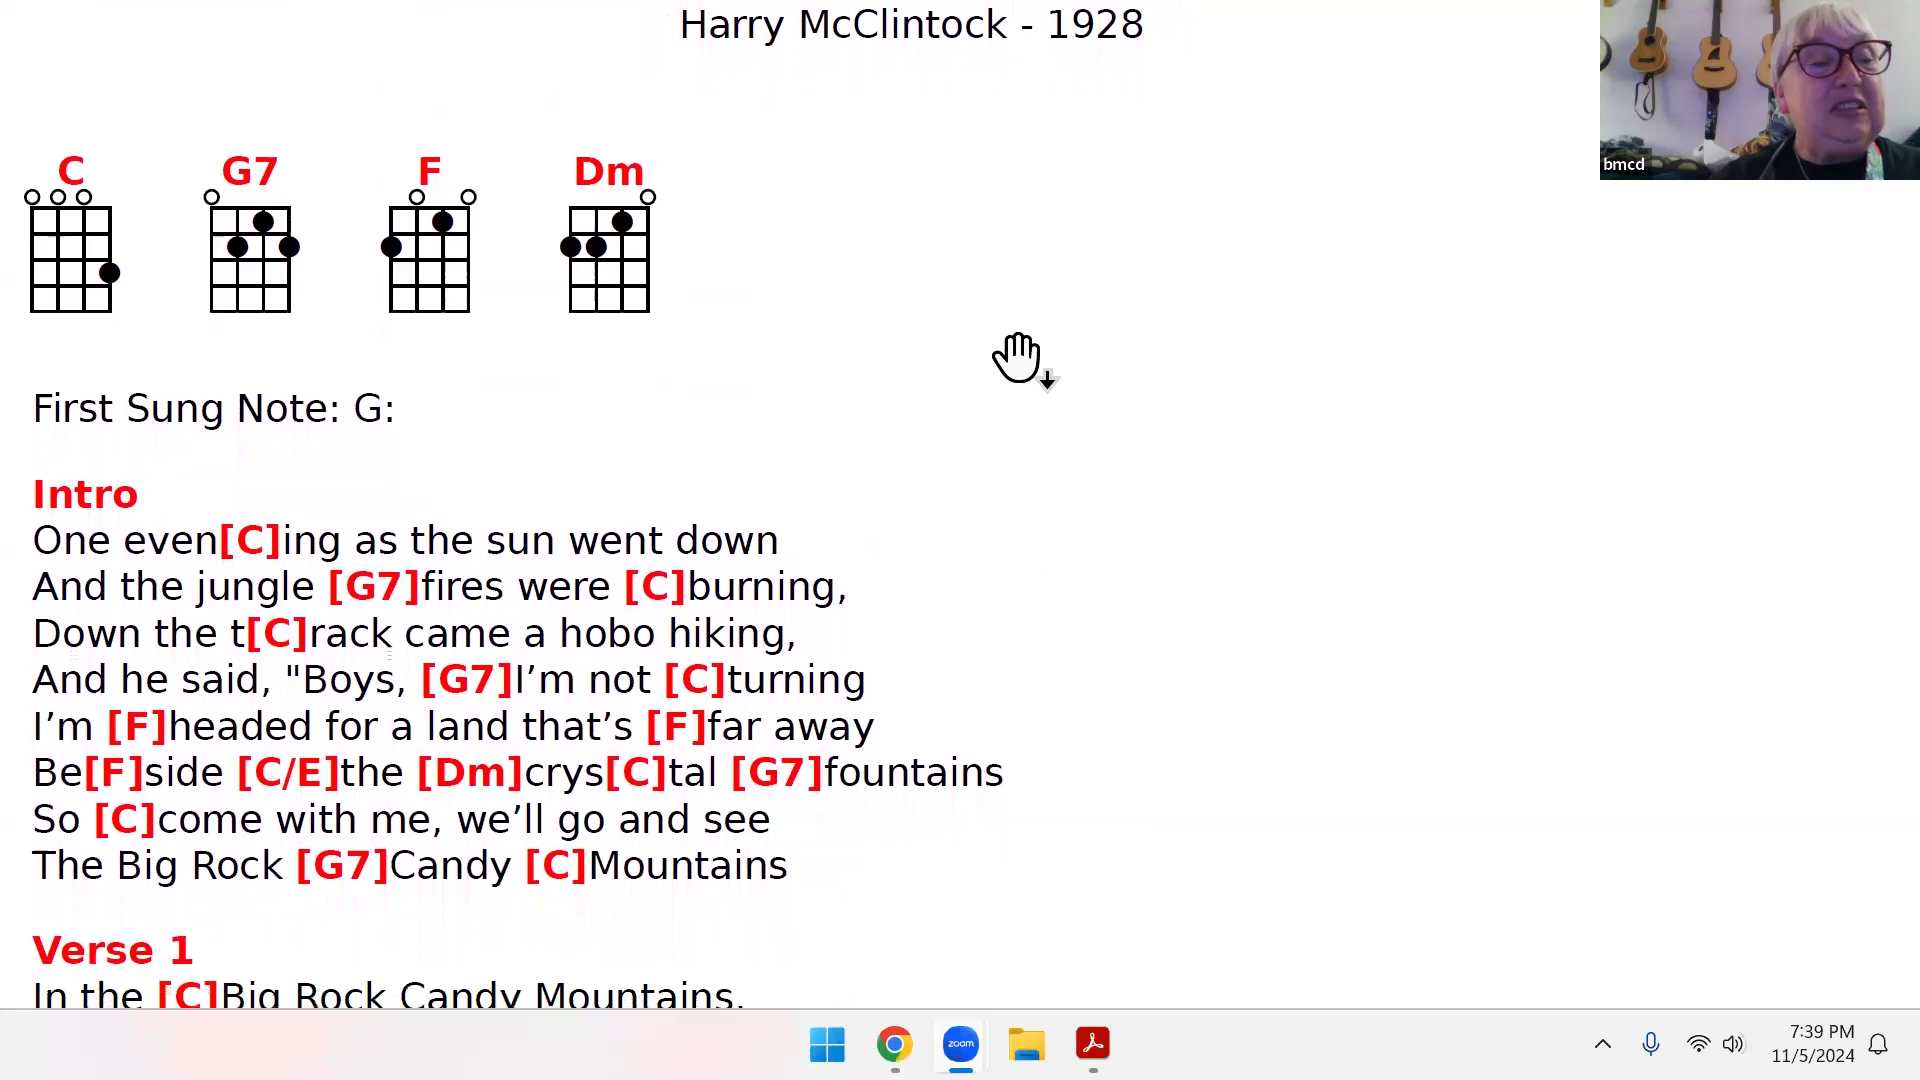 Harry McClintock - 1928
bmcd
C G7 F Dm
First Sung Note: G:
Intro
One even[C]ing as the sun went down
And the jungle [G7]fires were [C]burning,
Down the t[C]rack came a hobo hiking,
And he said, "Boys, [G7]I’m not [C]turning
I’m [F]headed for a land that’s [F]far away
Be[F]side [C/E]the [Dm]crys[C]tal [G7]fountains
So [C]come with me, we’ll go and see
The Big Rock [G7]Candy [C]Mountains
Verse 1
In the [C]Big Rock Candy Mountains,
zoom
7:39 PM
11/5/2024